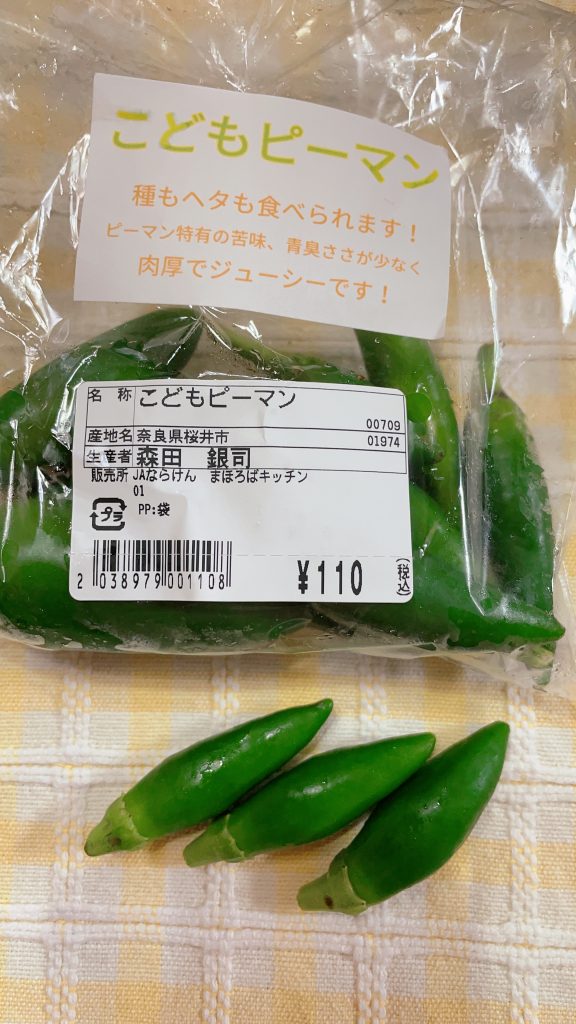 こどもピーマン
種もヘタも食べられます！
ピーマン特有の苦味、青臭ささが少なく
肉厚でジューシーです！
名 称 こどもピーマン
00709
産地名 奈良県桜井市 01974
生産者 森田 銀司
販売所 JAならけん まほろばキッチン
01
プラ PP:袋
2 038979 001108 ¥110 (税込)